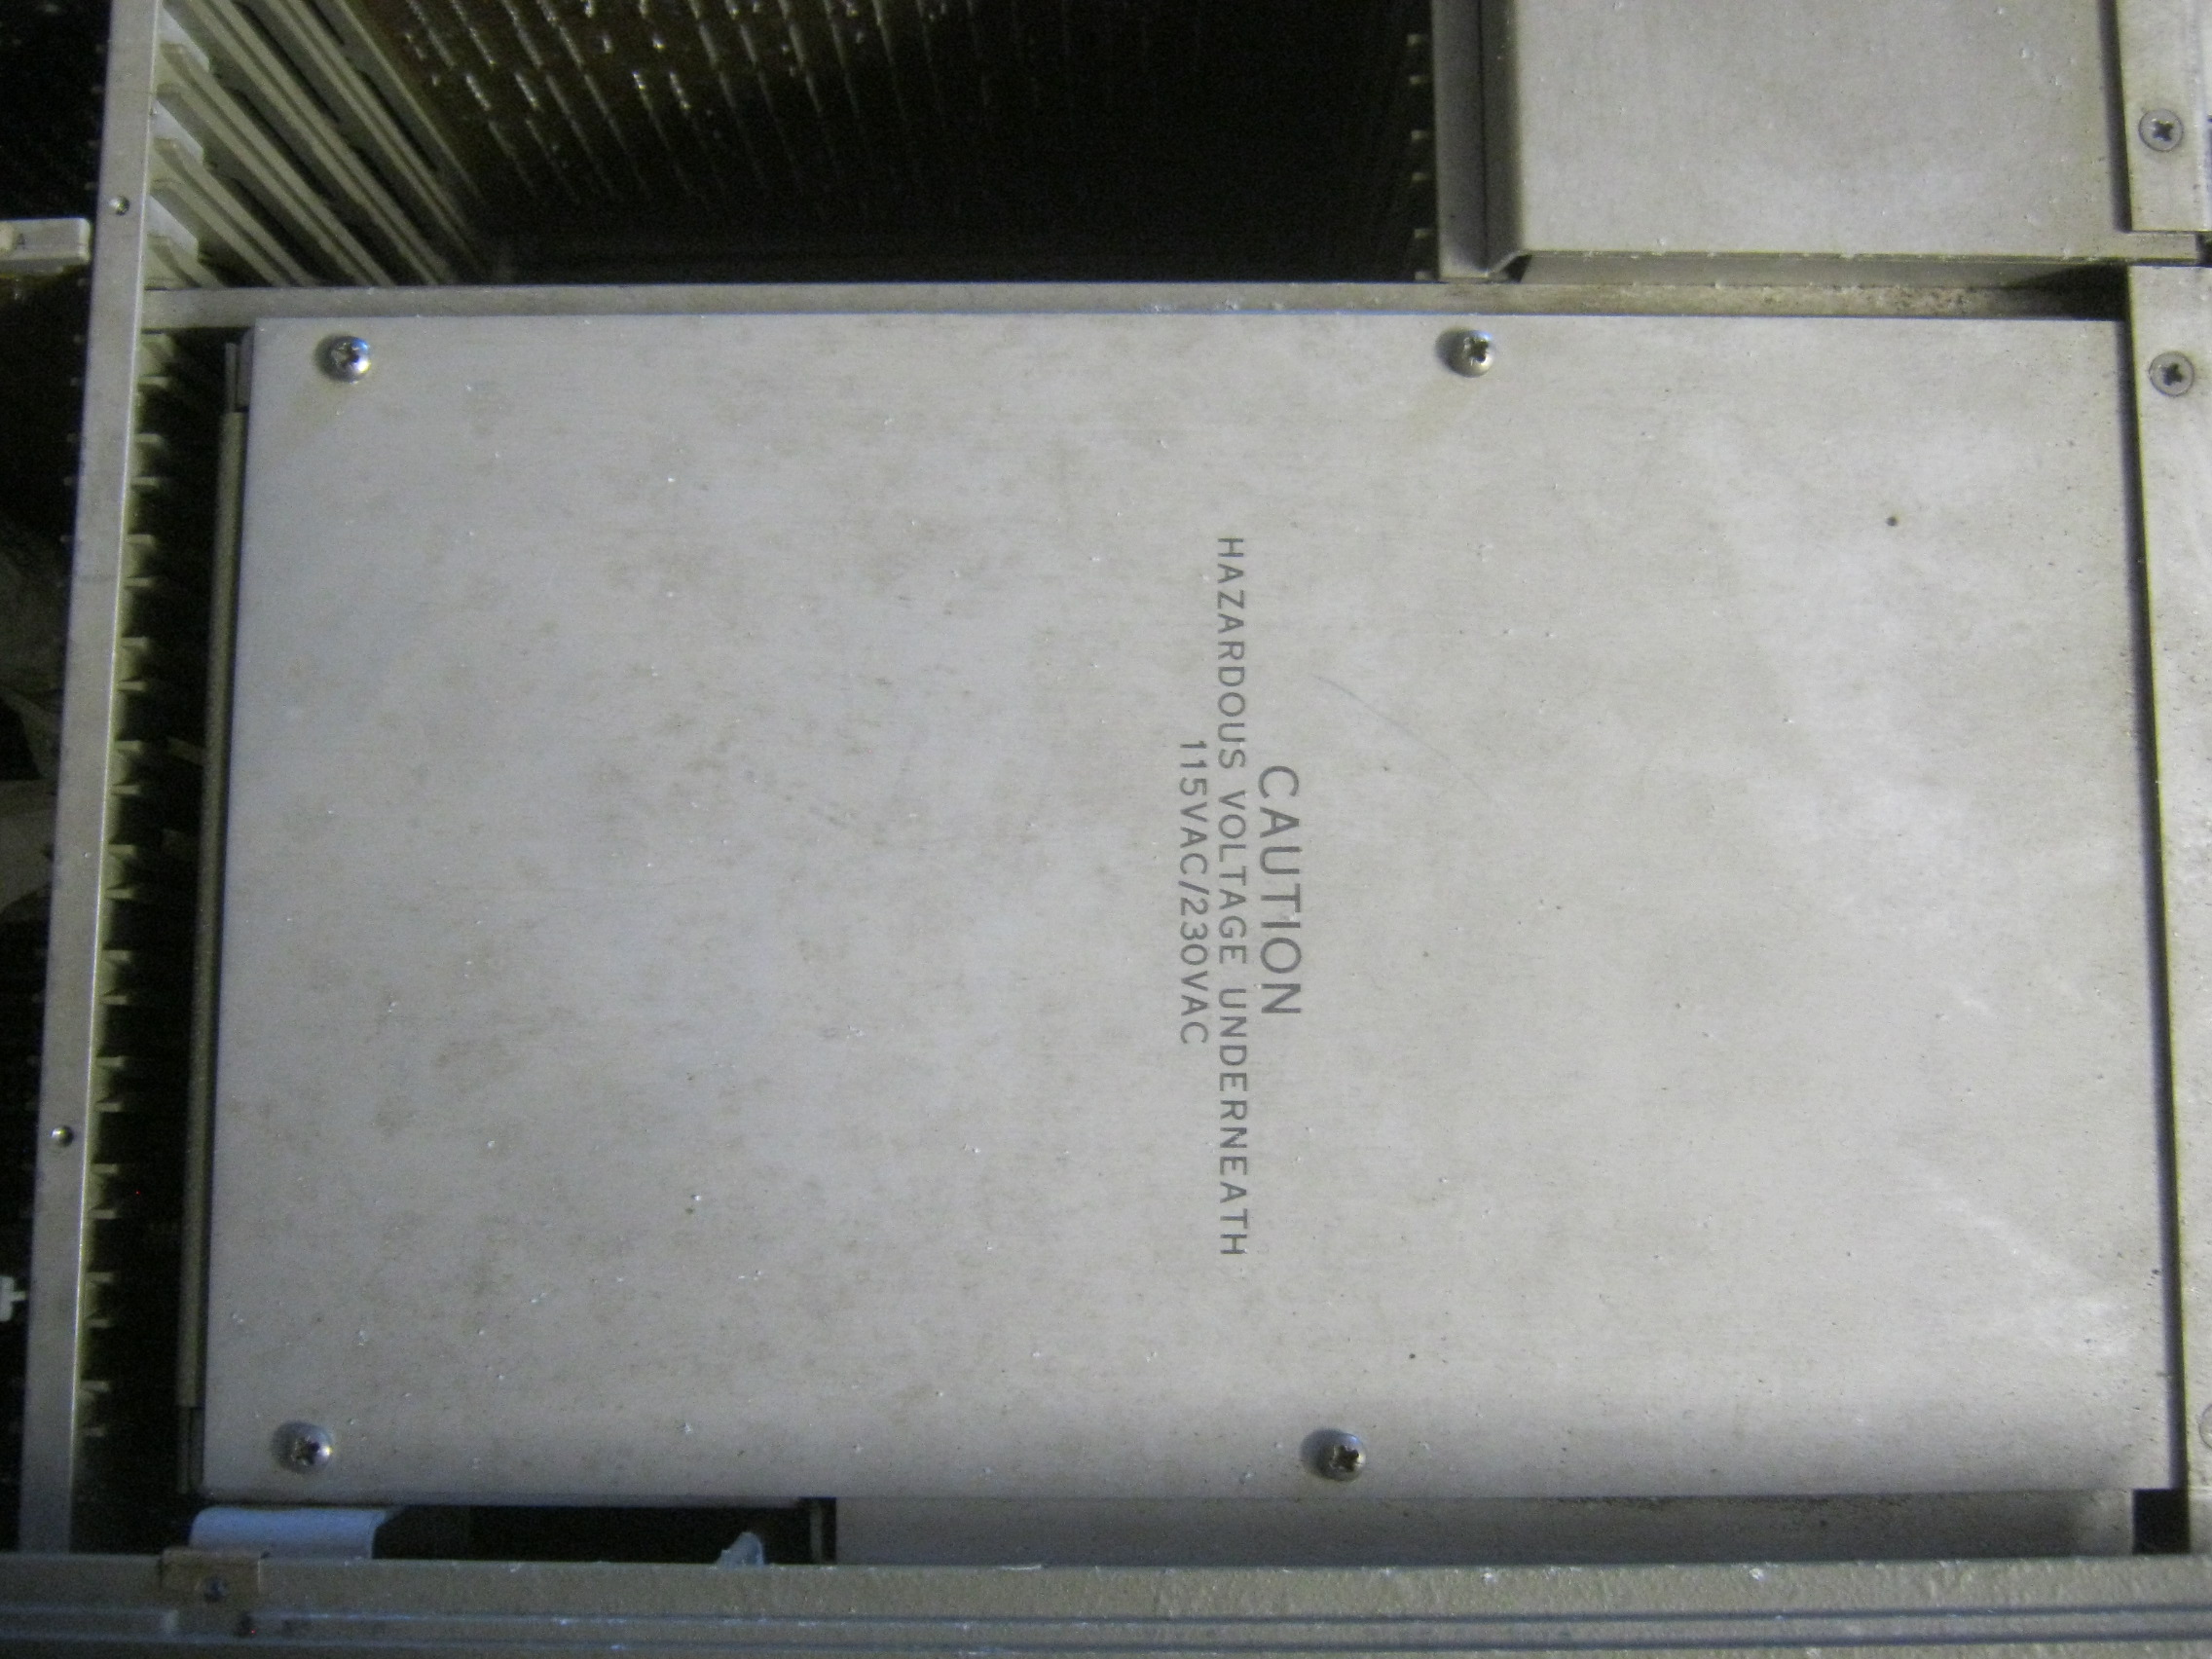 CAUTION
HAZARDOUS VOLTAGE UNDERNEATH
115VAC/230VAC